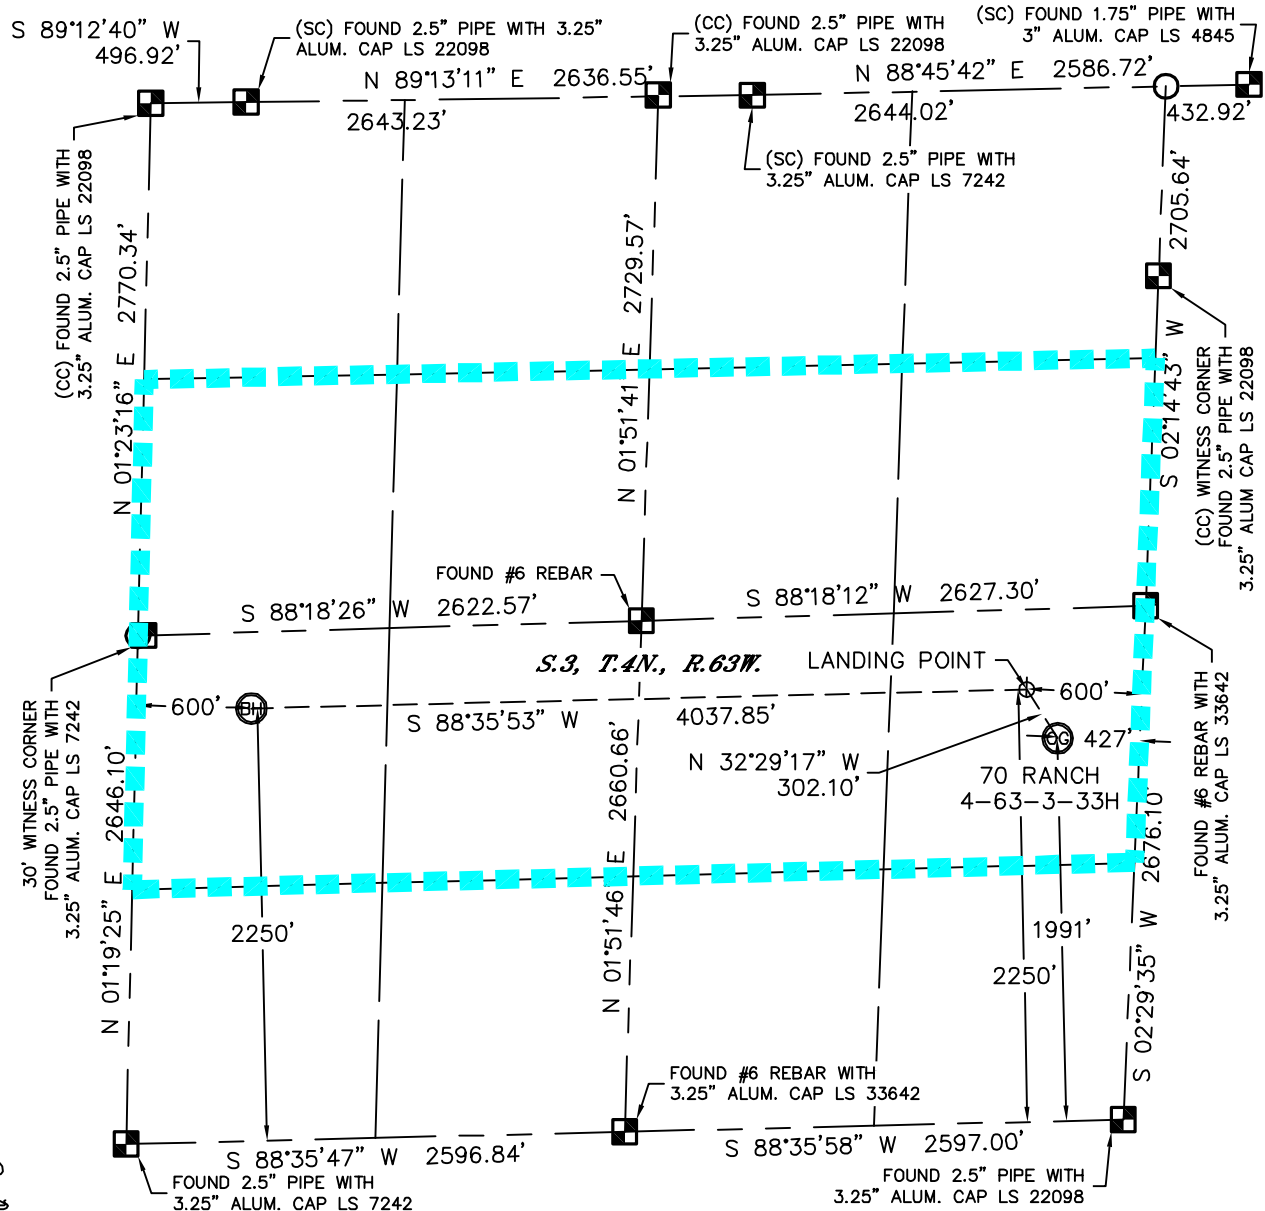 S 89°12'40" W
496.92'
(SC) FOUND 2.5" PIPE WITH 3.25"
ALUM. CAP LS 22098
(CC) FOUND 2.5" PIPE WITH
3.25" ALUM. CAP LS 22098
(SC) FOUND 1.75" PIPE WITH
3" ALUM. CAP LS 4845
N 89°13'11" E 2636.55'
N 88°45'42" E 2586.72'
2643.23'
2644.02'
432.92'
(SC) FOUND 2.5" PIPE WITH
3.25" ALUM. CAP LS 7242
(CC) FOUND 2.5" PIPE WITH
3.25" ALUM. CAP LS 22098
N 01°23'16" E 2770.34'
N 01°51'41 E 2729.57'
2705.64'
S 02°14'43" W
(CC) WITNESS CORNER
FOUND 2.5" PIPE WITH
3.25" ALUM CAP LS 22098
FOUND #6 REBAR
S 88°18'26" W 2622.57'
S 88°18'12" W 2627.30'
S.3, T.4N., R.63W.
LANDING POINT
600'
BH
600'
S 88°35'53" W 4037.85'
OG
427'
N 32°29'17" W
302.10'
70 RANCH
4-63-3-33H
30' WITNESS CORNER
FOUND 2.5" PIPE WITH
3.25" ALUM. CAP LS 7242
N 01°19'25" E 2646.10'
N 01°51'46 E 2660.66'
S 02°29'35" W 2676.10'
FOUND #6 REBAR WITH
3.25" ALUM. CAP LS 33642
2250'
1991'
2250'
FOUND #6 REBAR WITH
3.25" ALUM. CAP LS 33642
S 88°35'47" W 2596.84'
S 88°35'58" W 2597.00'
FOUND 2.5" PIPE WITH
3.25" ALUM. CAP LS 7242
FOUND 2.5" PIPE WITH
3.25" ALUM. CAP LS 22098